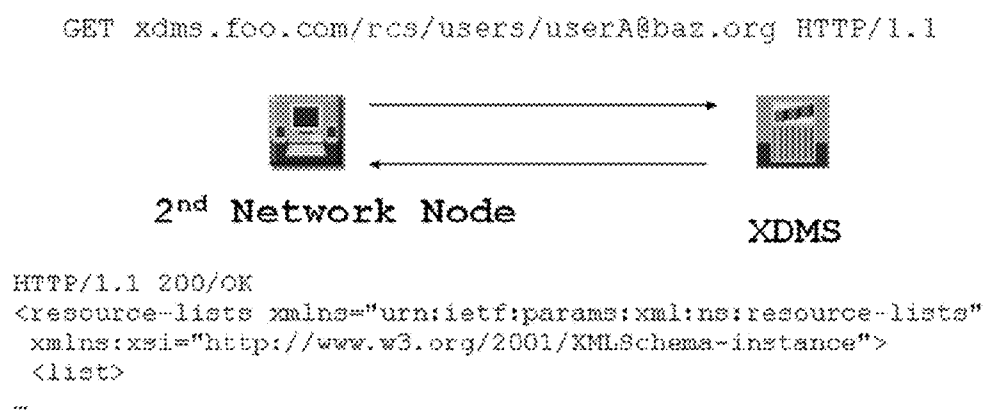 GET xdms.foo.com/rcs/users/userA@baz.org HTTP/1.1
2nd Network Node
XDMS
HTTP/1.1 200/OK
<resource-lists xmlns="urn:ietf:params:xml:ns:resource-lists"
xmlns:xsi="http://www.w3.org/2001/XMLSchema-instance">
<list>
…